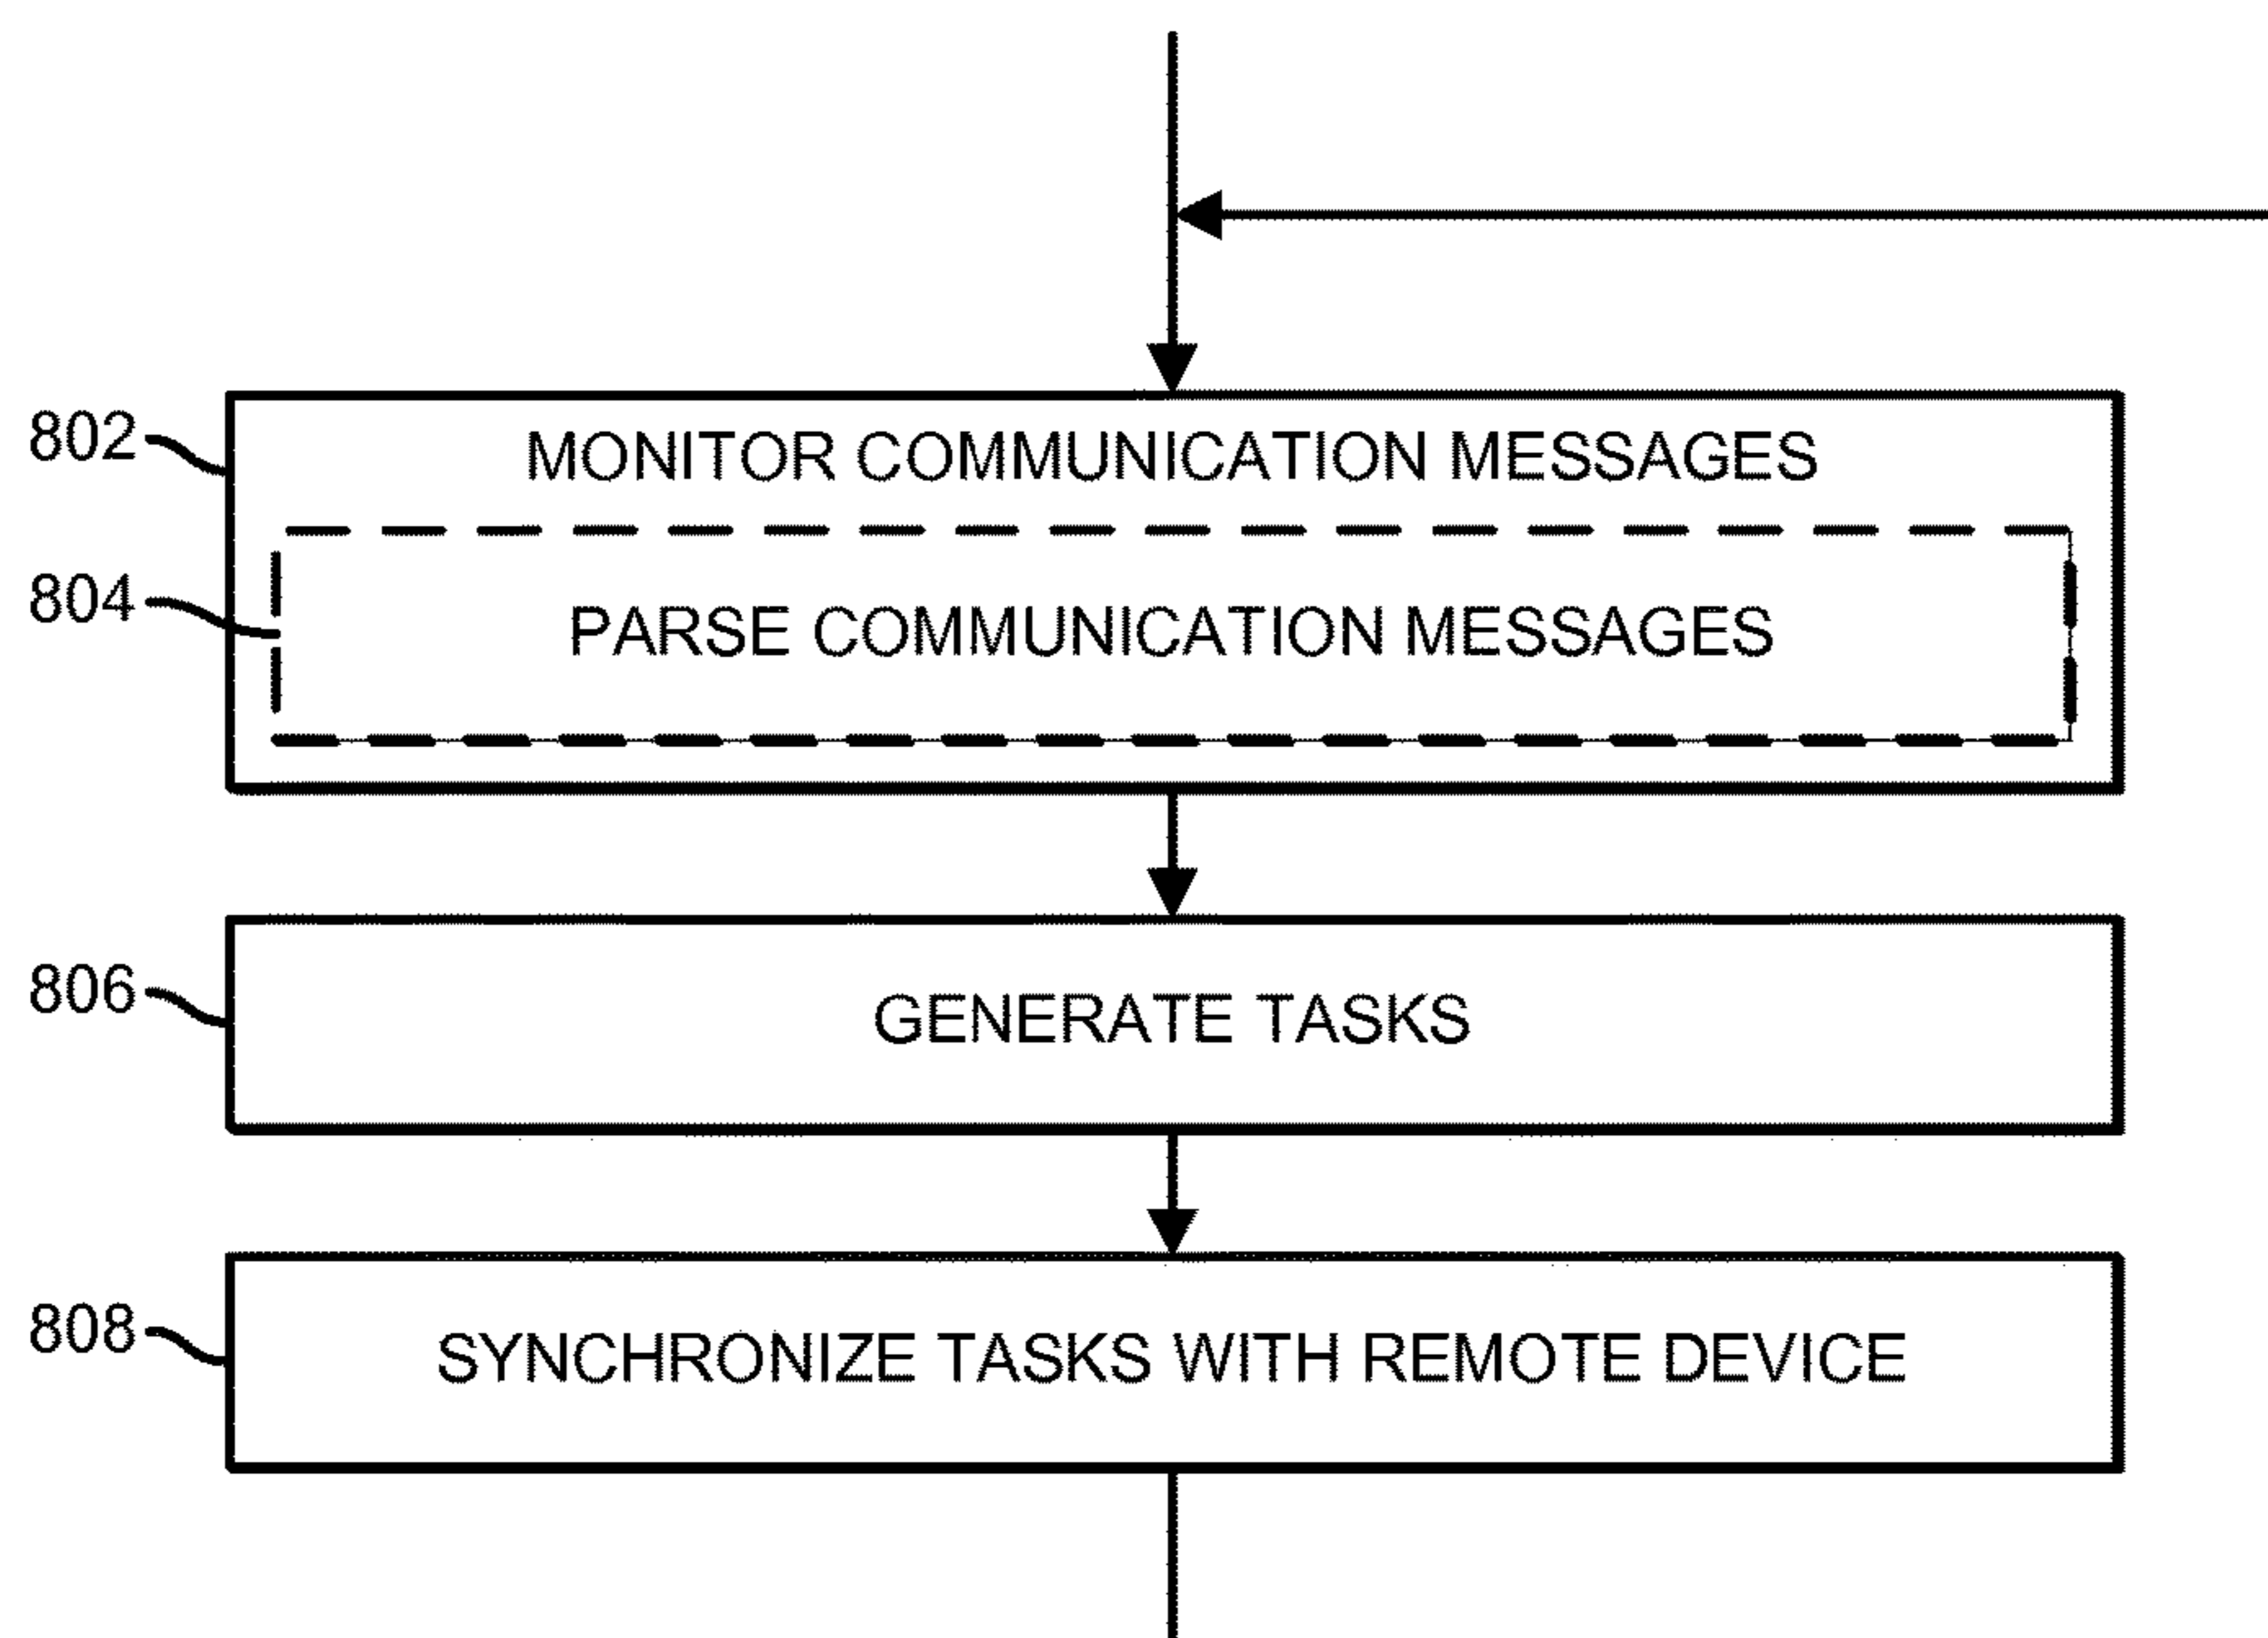 802
MONITOR COMMUNICATION MESSAGES
804
PARSE COMMUNICATION MESSAGES
806
GENERATE TASKS
808
SYNCHRONIZE TASKS WITH REMOTE DEVICE